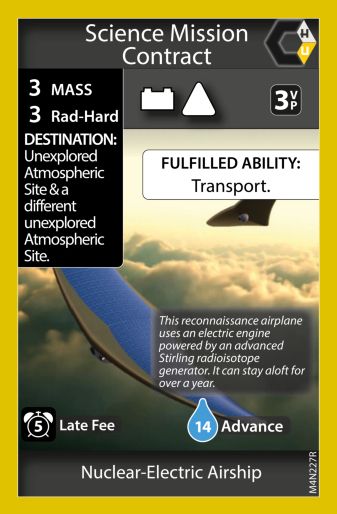 Science Mission
Contract
H
U
3 MASS
3 Rad-Hard
3 V
P
DESTINATION:
Unexplored
Atmospheric
Site & a
different
unexplored
Atmospheric
Site.
FULFILLED ABILITY:
Transport.
This reconnaissance airplane
uses an electric engine
powered by an advanced
Stirling radioisotope
generator. It can stay aloft for
over a year.
5 Late Fee
14 Advance
Nuclear-Electric Airship
M4N227R